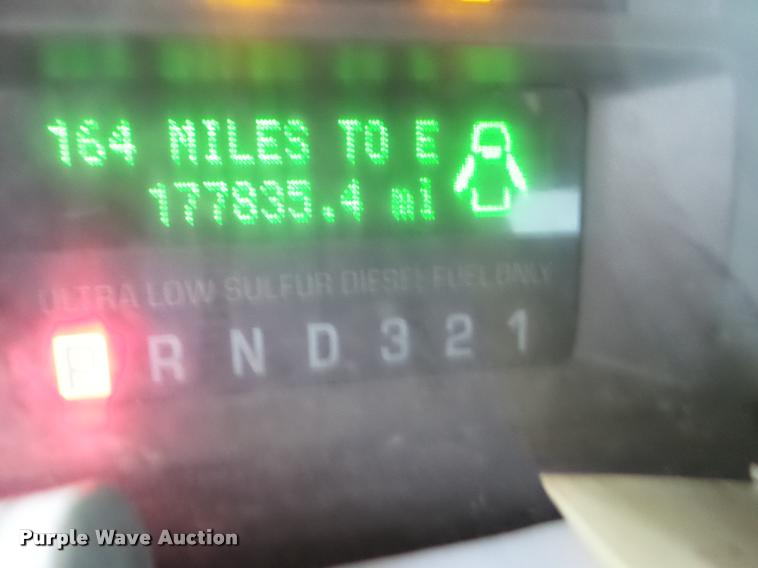 164 MILES TO E
177835.4 mi
ULTRA LOW SULFUR DIESEL FUEL ONLY
P R N D 3 2 1
Purple Wave Auction